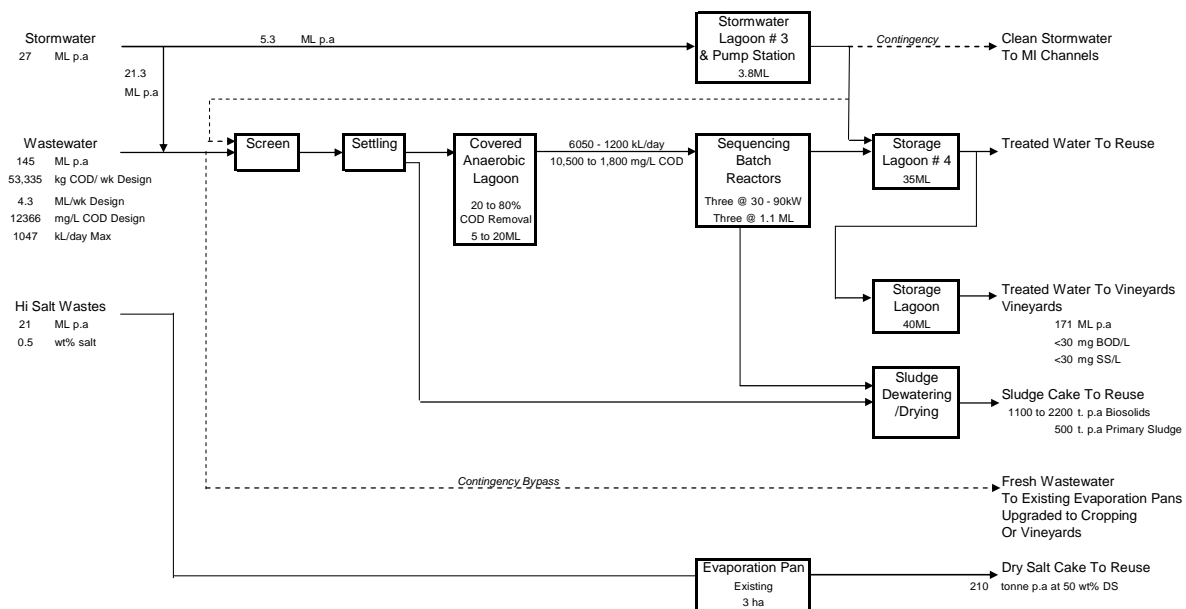 Stormwater
27 ML p.a
5.3 ML p.a
21.3
ML p.a
Stormwater
Lagoon # 3
& Pump Station
3.8ML
Contingency
Clean Stormwater
To MI Channels
Wastewater
145 ML p.a
53,335 kg COD/ wk Design
4.3 ML/wk Design
12366 mg/L COD Design
1047 kL/day Max
Screen
Settling
Covered
Anaerobic
Lagoon
20 to 80%
COD Removal
5 to 20ML
6050 - 1200 kL/day
10,500 to 1,800 mg/L COD
Sequencing
Batch
Reactors
Three @ 30 - 90kW
Three @ 1.1 ML
Storage
Lagoon # 4
35ML
Treated Water To Reuse
Hi Salt Wastes
21 ML p.a
0.5 wt% salt
Storage
Lagoon
40ML
Treated Water To Vineyards
Vineyards
171 ML p.a
<30 mg BOD/L
<30 mg SS/L
Sludge
Dewatering
/Drying
Sludge Cake To Reuse
1100 to 2200 t. p.a Biosolids
500 t. p.a Primary Sludge
Contingency Bypass
Fresh Wastewater
To Existing Evaporation Pans
Upgraded to Cropping
Or Vineyards
Evaporation Pan
Existing
3 ha
Dry Salt Cake To Reuse
210 tonne p.a at 50 wt% DS